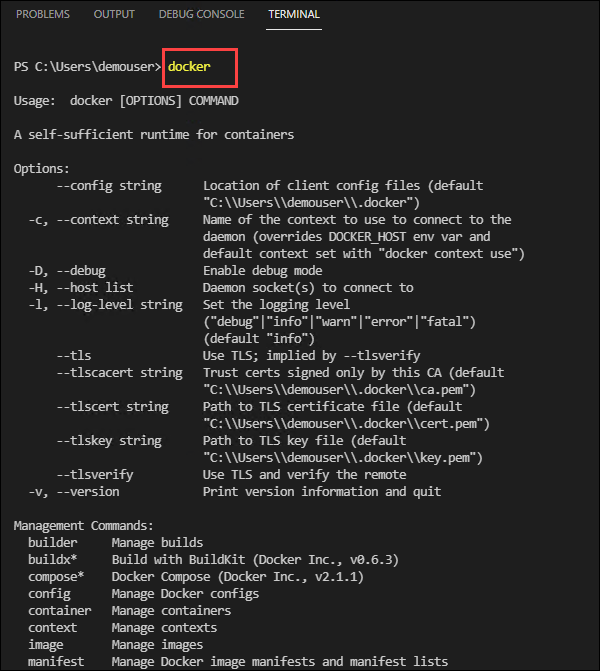 PROBLEMS OUTPUT DEBUG CONSOLE TERMINAL
PS C:\Users\demouser> docker
Usage:  docker [OPTIONS] COMMAND
A self-sufficient runtime for containers
Options:
      --config string      Location of client config files (default
                           "C:\\Users\\demouser\\.docker")
  -c, --context string     Name of the context to use to connect to the
                           daemon (overrides DOCKER_HOST env var and
                           default context set with "docker context use")
  -D, --debug              Enable debug mode
  -H, --host list          Daemon socket(s) to connect to
  -l, --log-level string   Set the logging level
                           ("debug"|"info"|"warn"|"error"|"fatal")
                           (default "info")
      --tls                Use TLS; implied by --tlsverify
      --tlscacert string   Trust certs signed only by this CA (default
                           "C:\\Users\\demouser\\.docker\\ca.pem")
      --tlscert string     Path to TLS certificate file (default
                           "C:\\Users\\demouser\\.docker\\cert.pem")
      --tlskey string      Path to TLS key file (default
                           "C:\\Users\\demouser\\.docker\\key.pem")
      --tlsverify          Use TLS and verify the remote
  -v, --version            Print version information and quit
Management Commands:
  builder     Manage builds
  buildx*     Build with BuildKit (Docker Inc., v0.6.3)
  compose*    Docker Compose (Docker Inc., v2.1.1)
  config      Manage Docker configs
  container   Manage containers
  context     Manage contexts
  image       Manage images
  manifest    Manage Docker image manifests and manifest lists